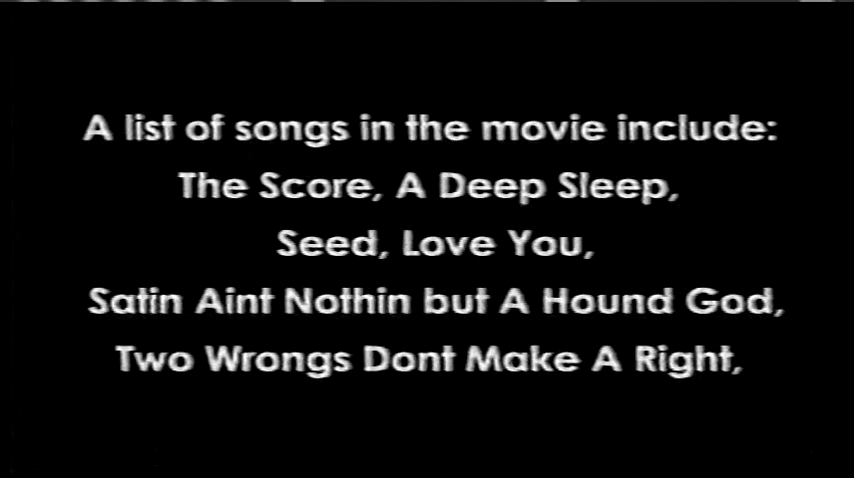 A list of songs in the movie include:
The Score, A Deep Sleep,
Seed, Love You,
Satin Aint Nothin but A Hound God,
Two Wrongs Dont Make A Right,